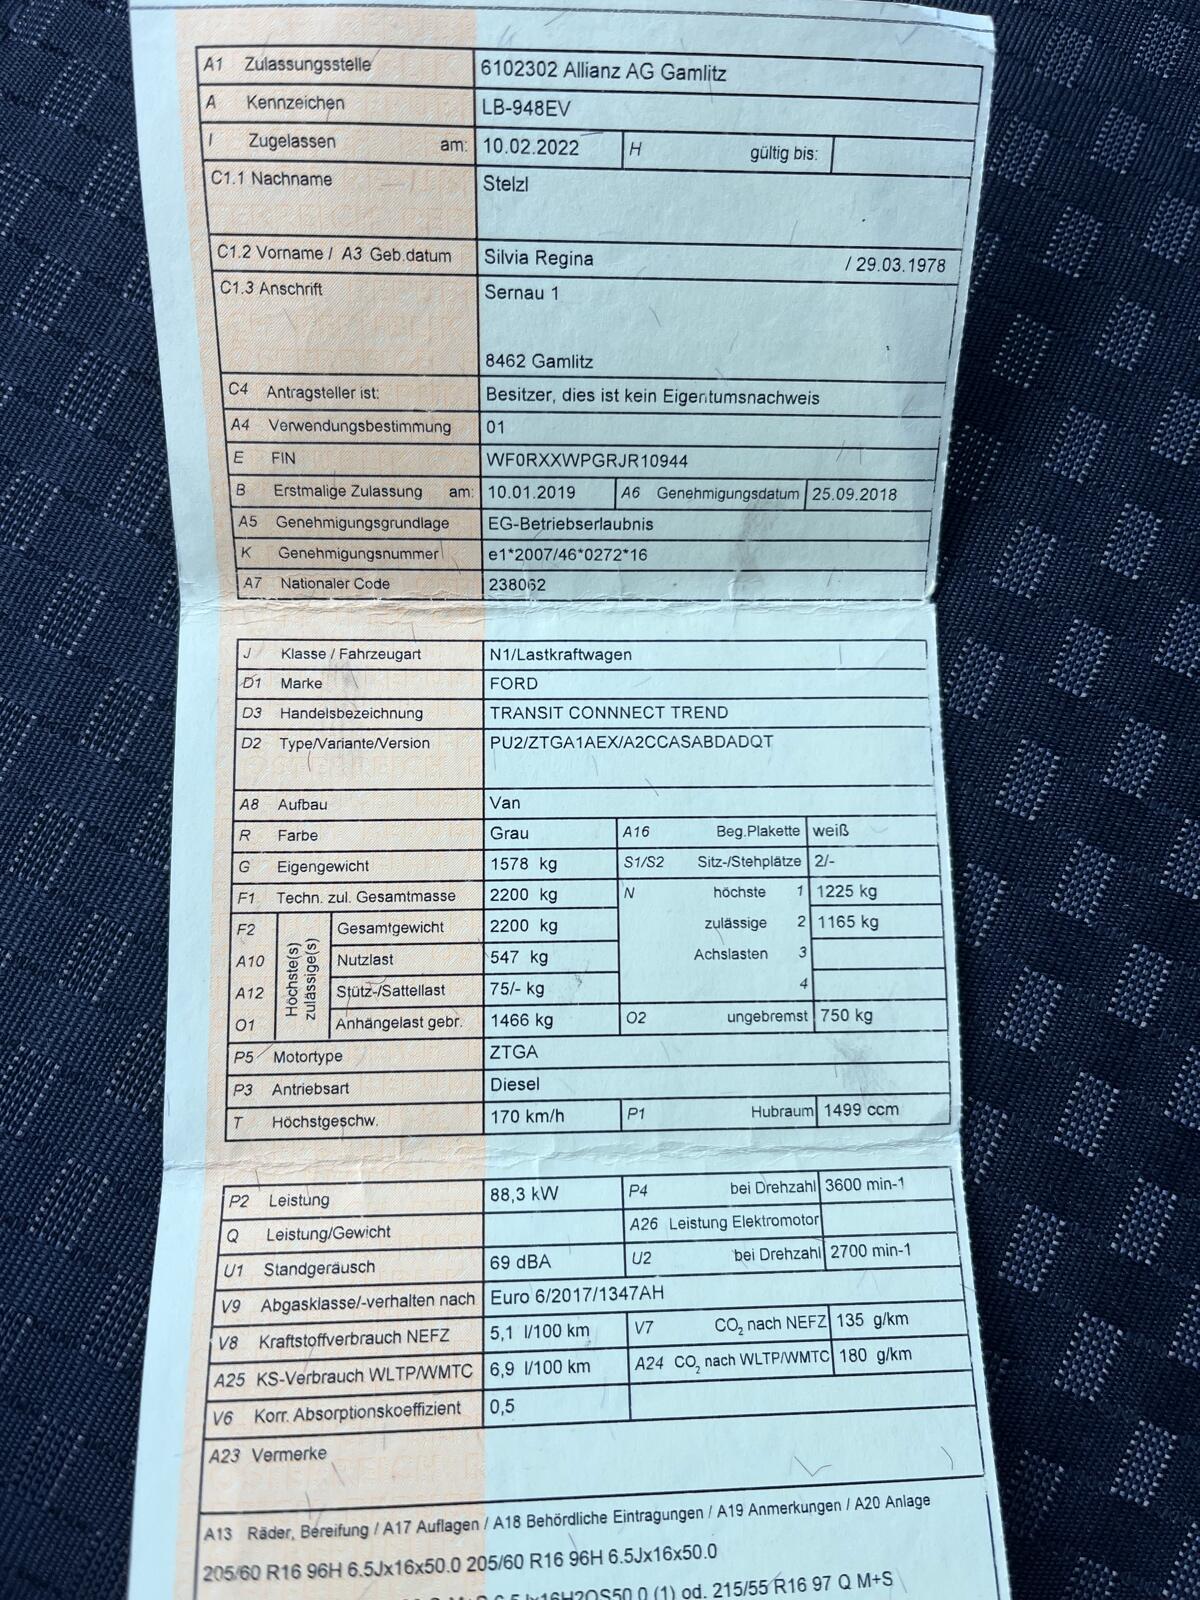 A1 Zulassungsstelle 6102302 Allianz AG Gamlitz
A Kennzeichen LB-948EV
I Zugelassen am: 10.02.2022 H gültig bis:
C1.1 Nachname Stelzl
C1.2 Vorname / A3 Geb.datum Silvia Regina / 29.03.1978
C1.3 Anschrift Sernau 1
8462 Gamlitz
C4 Antragsteller ist: Besitzer, dies ist kein Eigentumsnachweis
A4 Verwendungsbestimmung 01
E FIN WF0RXXWPGRJR10944
B Erstmalige Zulassung am: 10.01.2019 A6 Genehmigungsdatum 25.09.2018
A5 Genehmigungsgrundlage EG-Betriebserlaubnis
K Genehmigungsnummer e1*2007/46*0272*16
A7 Nationaler Code 238062
J Klasse / Fahrzeugart N1/Lastkraftwagen
D1 Marke FORD
D3 Handelsbezeichnung TRANSIT CONNNECT TREND
D2 Type/Variante/Version PU2/ZTGA1AEX/A2CCASABDADQT
A8 Aufbau Van
R Farbe Grau A16 Beg.Plakette weiß
G Eigengewicht 1578 kg S1/S2 Sitz-/Stehplätze 2/-
F1 Techn. zul. Gesamtmasse 2200 kg N höchste 1 1225 kg
F2 Höchste(s) zulässige(s) Gesamtgewicht 2200 kg zulässige 2 1165 kg
A10 Nutzlast 547 kg Achslasten 3
A12 Stütz-/Sattellast 75/- kg 4
O1 Anhängelast gebr. 1466 kg O2 ungebremst 750 kg
P5 Motortype ZTGA
P3 Antriebsart Diesel
T Höchstgeschw. 170 km/h P1 Hubraum 1499 ccm
P2 Leistung 88,3 kW P4 bei Drehzahl 3600 min-1
Q Leistung/Gewicht A26 Leistung Elektromotor
U1 Standgeräusch 69 dBA U2 bei Drehzahl 2700 min-1
V9 Abgasklasse/-verhalten nach Euro 6/2017/1347AH
V8 Kraftstoffverbrauch NEFZ 5,1 l/100 km V7 CO2 nach NEFZ 135 g/km
A25 KS-Verbrauch WLTP/WMTC 6,9 l/100 km A24 CO2 nach WLTP/WMTC 180 g/km
V6 Korr. Absorptionskoeffizient 0,5
A23 Vermerke
A13 Räder, Bereifung / A17 Auflagen / A18 Behördliche Eintragungen / A19 Anmerkungen / A20 Anlage
205/60 R16 96H 6.5Jx16x50.0 205/60 R16 96H 6.5Jx16x50.0
(1) od. 215/55 R16 97 Q M+S